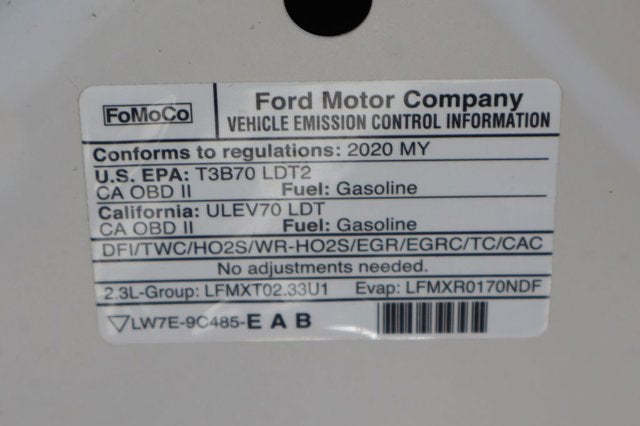 FoMoCo
Ford Motor Company
VEHICLE EMISSION CONTROL INFORMATION
Conforms to regulations: 2020 MY
U.S. EPA: T3B70 LDT2
CA OBD II Fuel: Gasoline
California: ULEV70 LDT
CA OBD II Fuel: Gasoline
DFI/TWC/HO2S/WR-HO2S/EGR/EGRC/TC/CAC
No adjustments needed.
2.3L-Group: LFMXT02.33U1 Evap: LFMXR0170NDF
LW7E-9C485-E A B